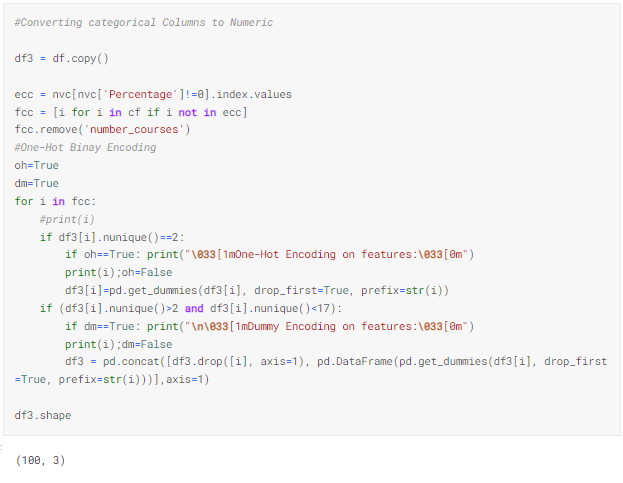 #Converting categorical Columns to Numeric
df3 = df.copy()
ecc = nvc[nvc['Percentage']!=0].index.values
fcc = [i for i in cf if i not in ecc]
fcc.remove('number_courses')
#One-Hot Binay Encoding
oh=True
dm=True
for i in fcc:
    #print(i)
    if df3[i].nunique()==2:
        if oh==True: print("\033[1mOne-Hot Encoding on features:\033[0m")
        print(i);oh=False
        df3[i]=pd.get_dummies(df3[i], drop_first=True, prefix=str(i))
    if (df3[i].nunique()>2 and df3[i].nunique()<17):
        if dm==True: print("\n\033[1mDummy Encoding on features:\033[0m")
        print(i);dm=False
        df3 = pd.concat([df3.drop([i], axis=1), pd.DataFrame(pd.get_dummies(df3[i], drop_first
=True, prefix=str(i)))],axis=1)
df3.shape
(100, 3)